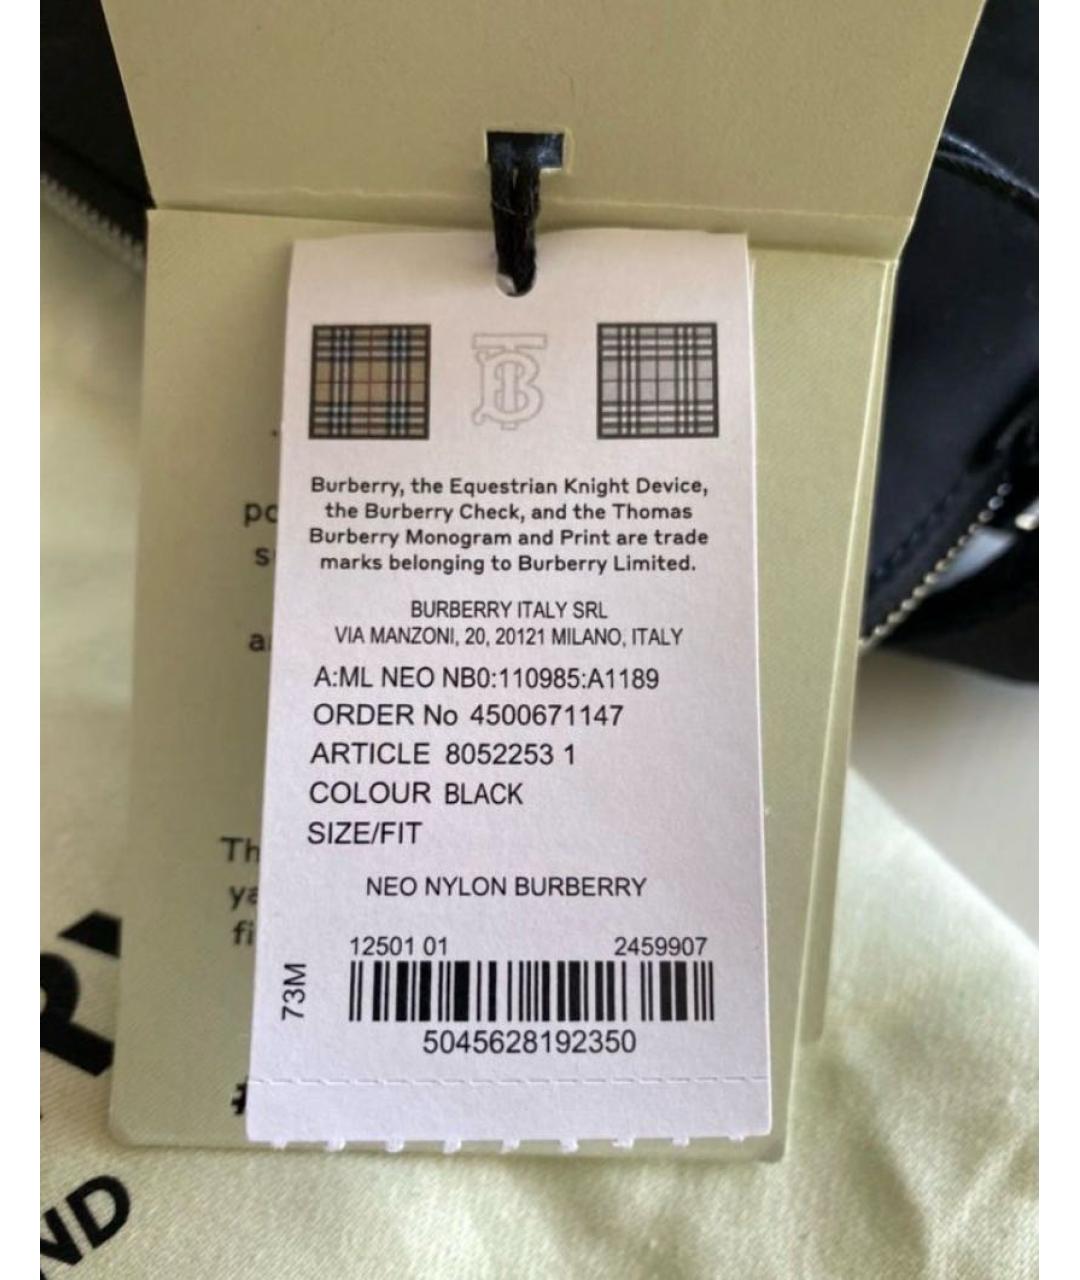 Burberry, the Equestrian Knight Device,
the Burberry Check, and the Thomas
Burberry Monogram and Print are trade
marks belonging to Burberry Limited.
BURBERRY ITALY SRL
VIA MANZONI, 20, 20121 MILANO, ITALY
A:ML NEO NB0:110985:A1189
ORDER No 4500671147
ARTICLE 8052253 1
COLOUR BLACK
SIZE/FIT
NEO NYLON BURBERRY
12501 01 2459907
73M
5045628192350